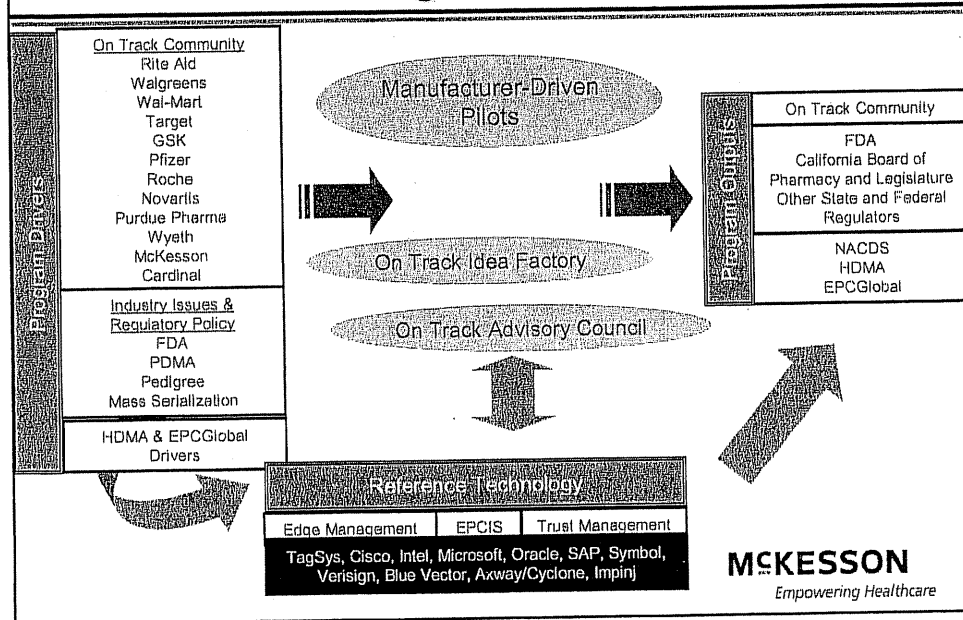 Program Drivers
On Track Community
Rite Aid
Walgreens
Wal-Mart
Target
GSK
Pfizer
Roche
Novartis
Purdue Pharma
Wyeth
McKesson
Cardinal
Industry Issues &
Regulatory Policy
FDA
PDMA
Pedigree
Mass Serialization
HDMA & EPCGlobal
Drivers
Manufacturer-Driven
Pilots
On Track Idea Factory
On Track Advisory Council
Program Outputs
On Track Community
FDA
California Board of
Pharmacy and Legislature
Other State and Federal
Regulators
NACDS
HDMA
EPCGlobal
Reference Technology
Edge Management
EPCIS
Trust Management
TagSys, Cisco, Intel, Microsoft, Oracle, SAP, Symbol,
Verisign, Blue Vector, Axway/Cyclone, Impinj
MCKESSON
Empowering Healthcare